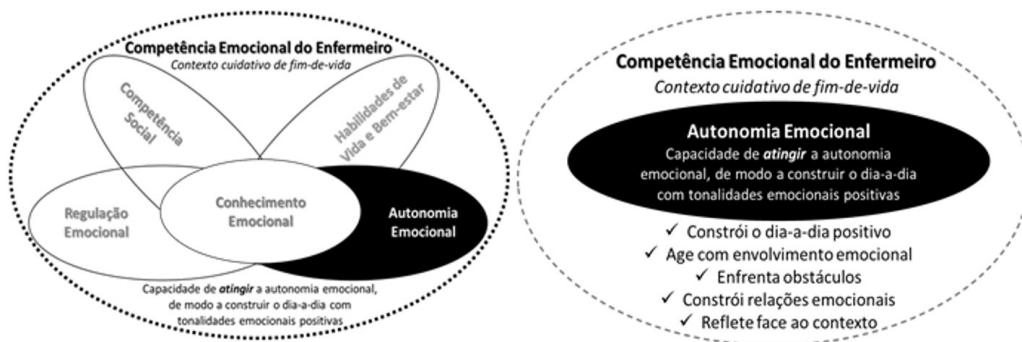 Competência Emocional do Enfermeiro
Contexto cuidativo de fim-de-vida
Competência
Social
Habilidades de
Vida e Bem-estar
Regulação
Emocional
Conhecimento
Emocional
Autonomia
Emocional
Capacidade de atingir a autonomia emocional,
de modo a construir o dia-a-dia com
tonalidades emocionais positivas
Competência Emocional do Enfermeiro
Contexto cuidativo de fim-de-vida
Autonomia Emocional
Capacidade de atingir a autonomia
emocional, de modo a construir o dia-a-dia
com tonalidades emocionais positivas
✓ Constrói o dia-a-dia positivo
✓ Age com envolvimento emocional
✓ Enfrenta obstáculos
✓ Constrói relações emocionais
✓ Reflete face ao contexto